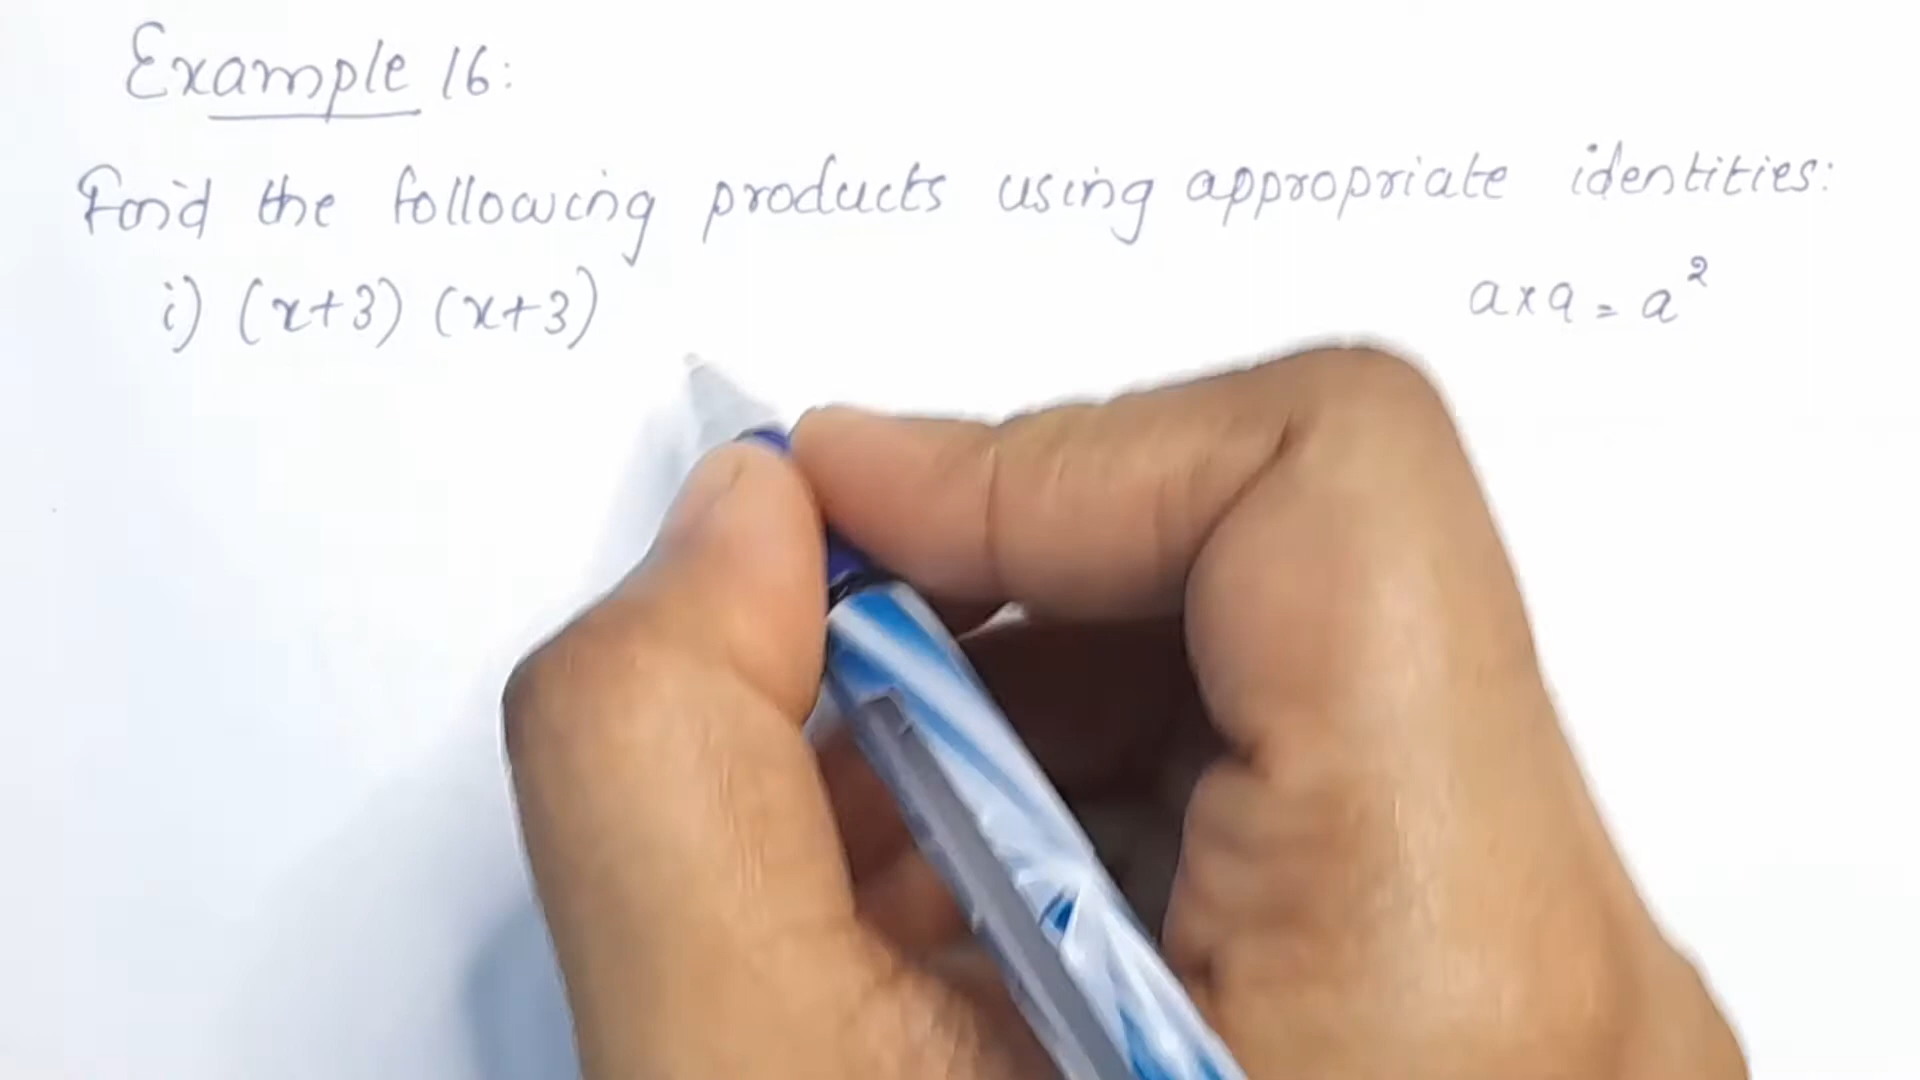 Example 16:
Find the following products using appropriate identities:
i) (x+3) (x+3)
a×a = a²